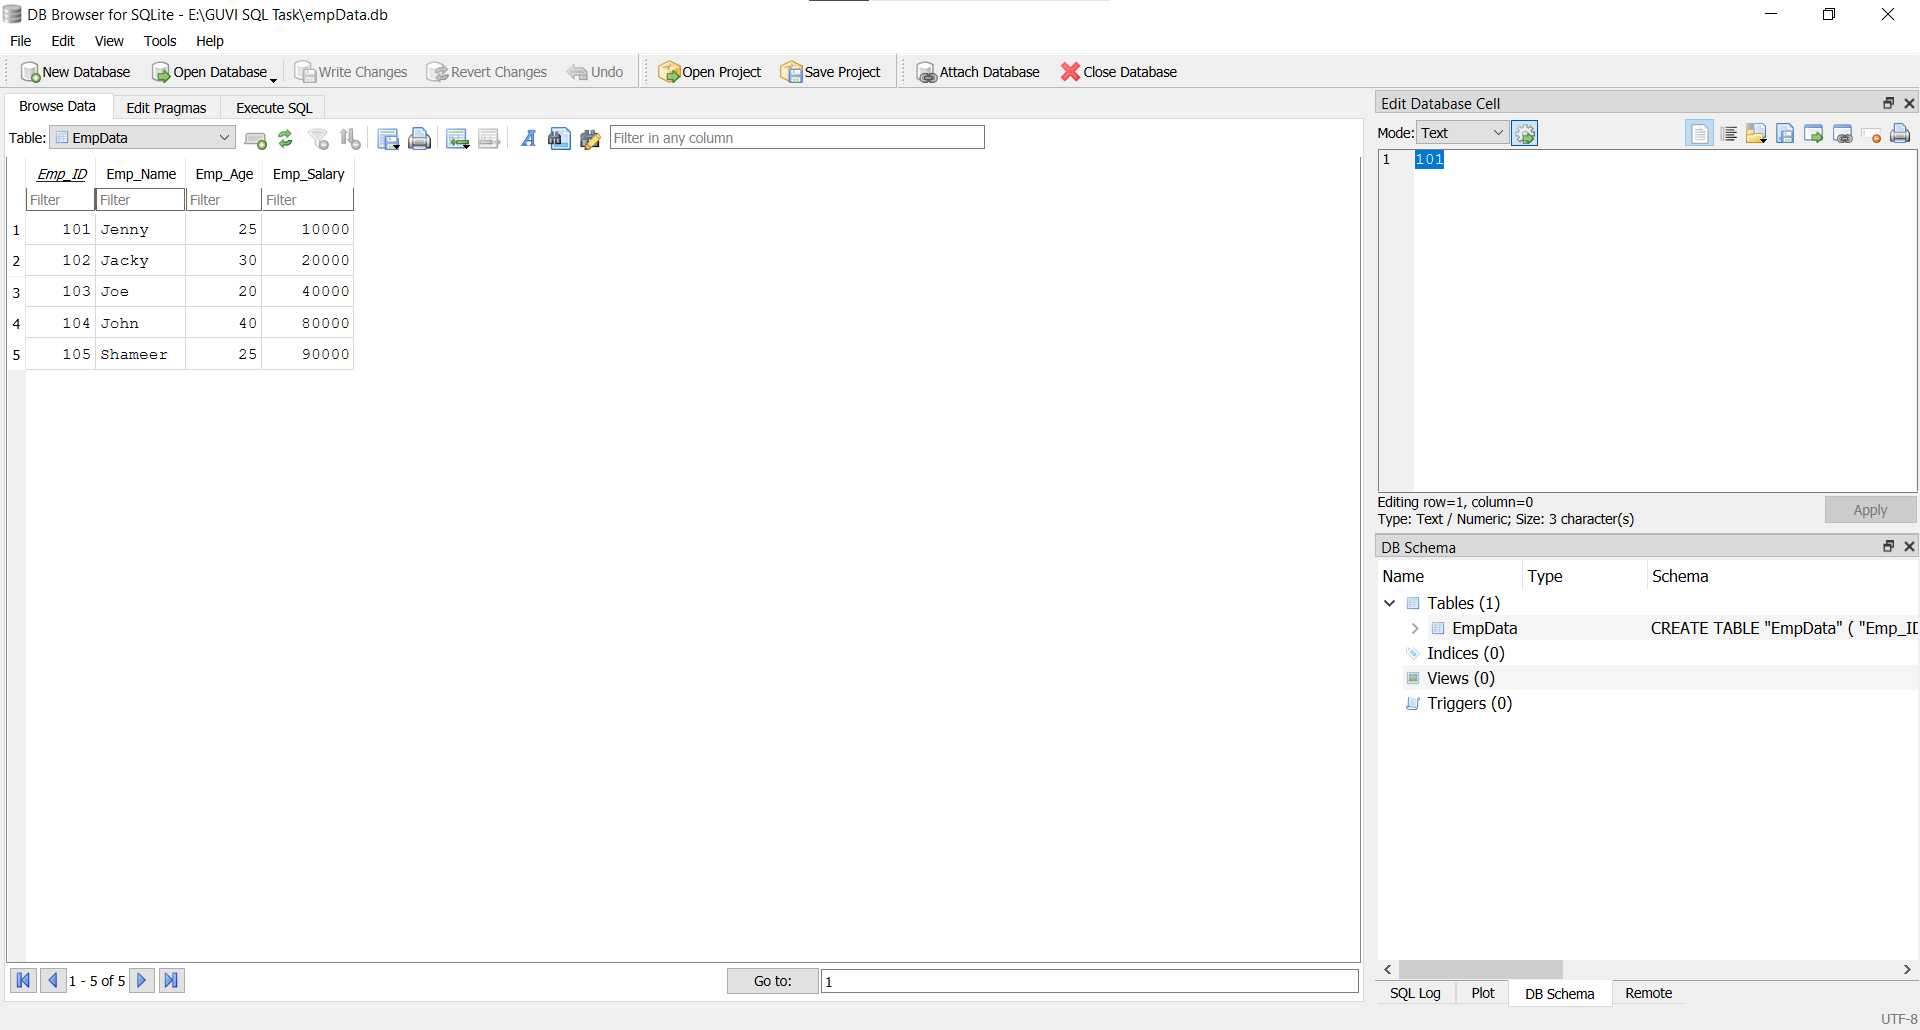 DB Browser for SQLite - E:\GUVI SQL Task\empData.db
File Edit View Tools Help
New Database Open Database Write Changes Revert Changes Undo Open Project Save Project Attach Database Close Database
Browse Data Edit Pragmas Execute SQL
Table: EmpData Filter in any column
Emp_ID Emp_Name Emp_Age Emp_Salary
Filter Filter Filter Filter
1 101 Jenny 25 10000
2 102 Jacky 30 20000
3 103 Joe 20 40000
4 104 John 40 80000
5 105 Shameer 25 90000
1 - 5 of 5 Go to: 1
Edit Database Cell
Mode: Text
1 101
Editing row=1, column=0
Type: Text / Numeric; Size: 3 character(s)
Apply
DB Schema
Name Type Schema
Tables (1)
EmpData CREATE TABLE "EmpData" ( "Emp_ID
Indices (0)
Views (0)
Triggers (0)
SQL Log Plot DB Schema Remote
UTF-8